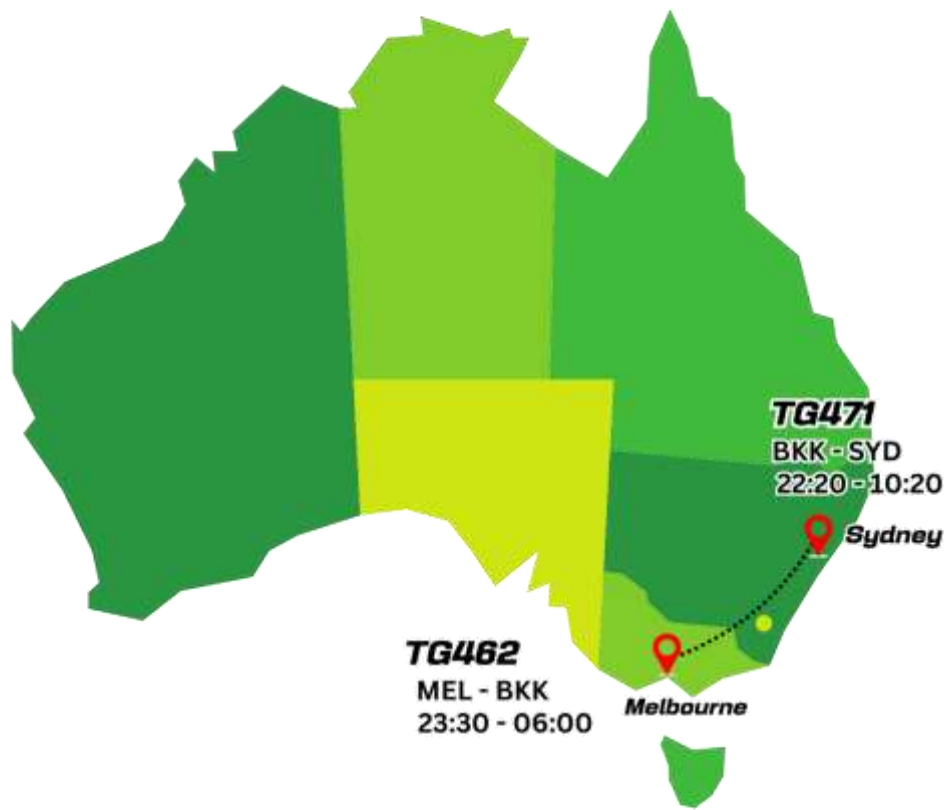 TG471
BKK - SYD
22:20 - 10:20
Sydney
TG462
MEL - BKK
23:30 - 06:00
Melbourne